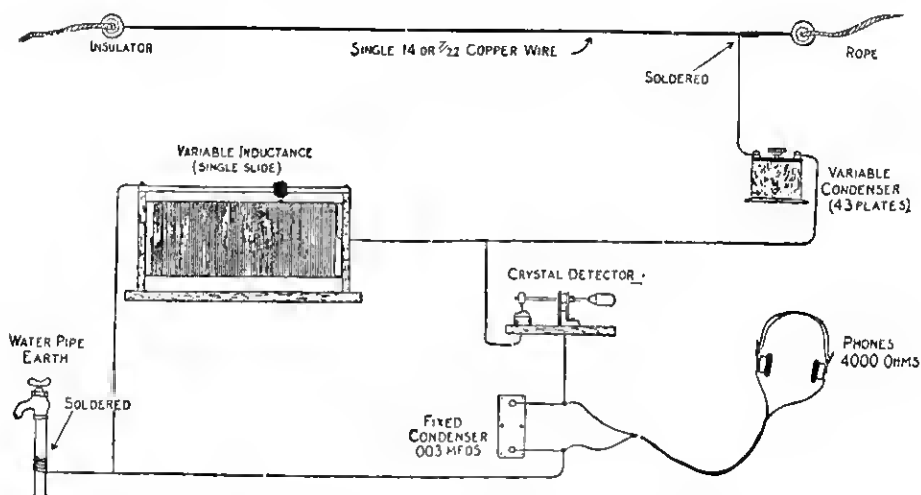 INSULATOR
SINGLE 14 OR 7/22 COPPER WIRE
ROPE
SOLDERED
VARIABLE INDUCTANCE
(SINGLE SLIDE)
VARIABLE
CONDENSER
(43 PLATES)
CRYSTAL DETECTOR
WATER PIPE
EARTH
SOLDERED
PHONES
4000 OHMS
FIXED
CONDENSER
.003 MFDS